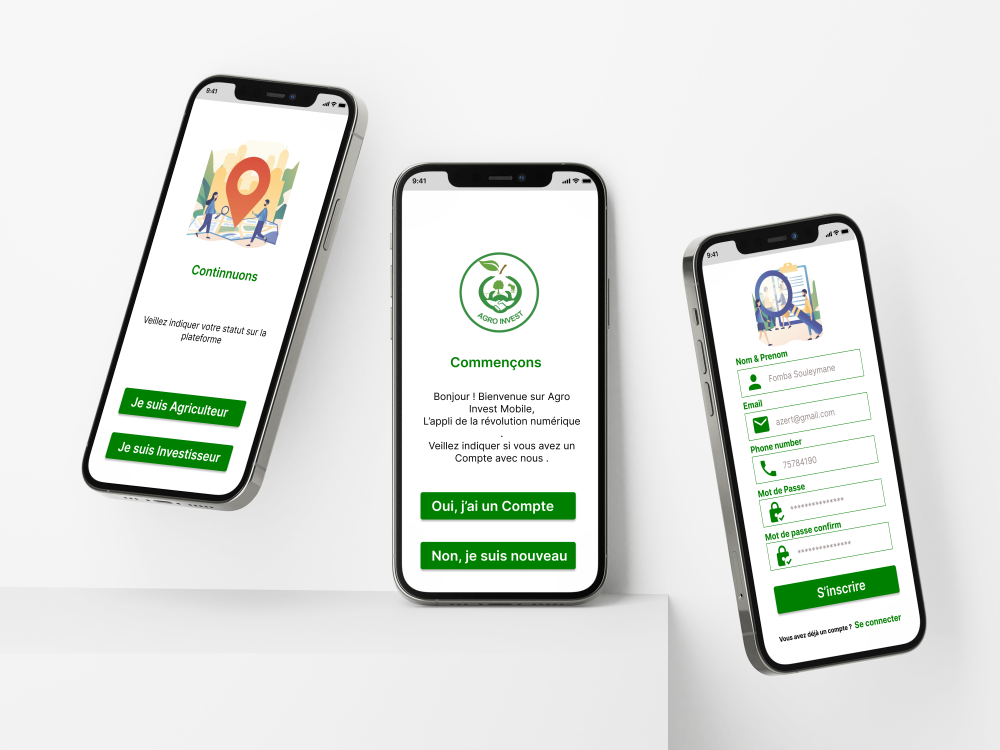 9:41
Continnuons
Veillez indiquer votre statut sur la
plateforme
Je suis Agriculteur
Je suis Investisseur
9:41
AGRO INVEST
Commençons
Bonjour ! Bienvenue sur Agro
Invest Mobile,
L'appli de la révolution numérique
.
Veillez indiquer si vous avez un
Compte avec nous .
Oui, j'ai un Compte
Non, je suis nouveau
9:41
Nom & Prenom
Fomba Souleymane
Email
azert@gmail.com
Phone number
75784190
Mot de Passe
***************
Mot de passe confirm
***************
S'inscrire
Vous avez déjà un compte ? Se connecter